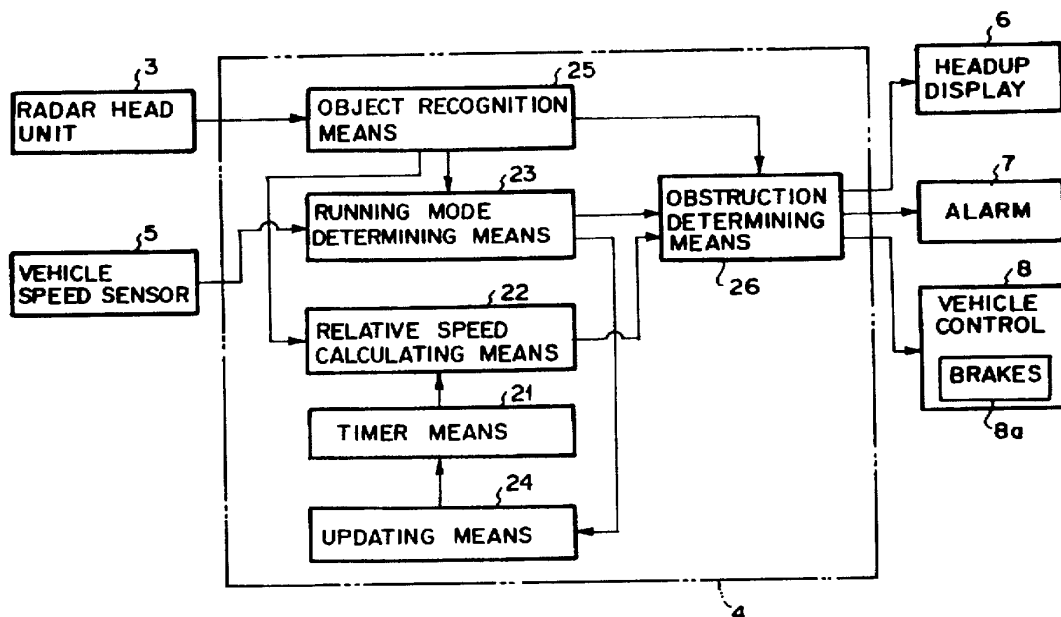 3
RADAR HEAD
UNIT
5
VEHICLE
SPEED SENSOR
25
OBJECT RECOGNITION
MEANS
23
RUNNING MODE
DETERMINING MEANS
22
RELATIVE SPEED
CALCULATING MEANS
21
TIMER MEANS
24
UPDATING MEANS
OBSTRUCTION
DETERMINING
MEANS
26
6
HEADUP
DISPLAY
7
ALARM
8
VEHICLE
CONTROL
BRAKES
8a
4